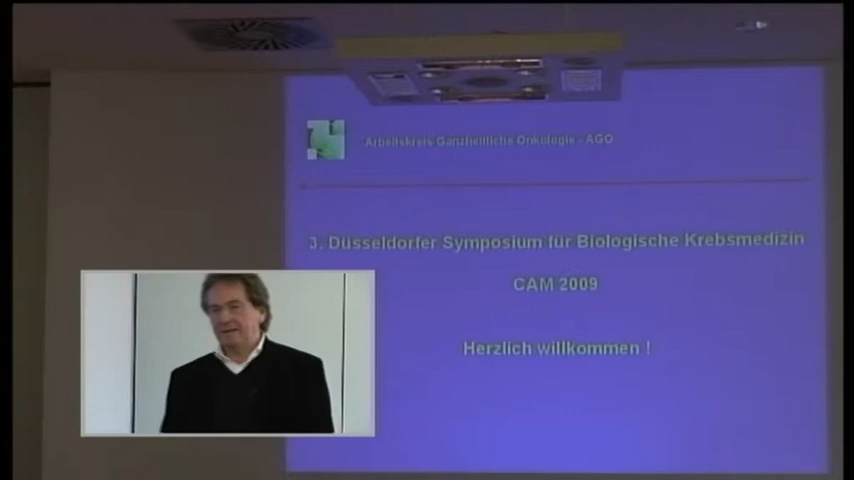 Arbeitskreis Ganzheitliche Onkologie - AGO
3. Düsseldorfer Symposium für Biologische Krebsmedizin
CAM 2009
Herzlich willkommen !